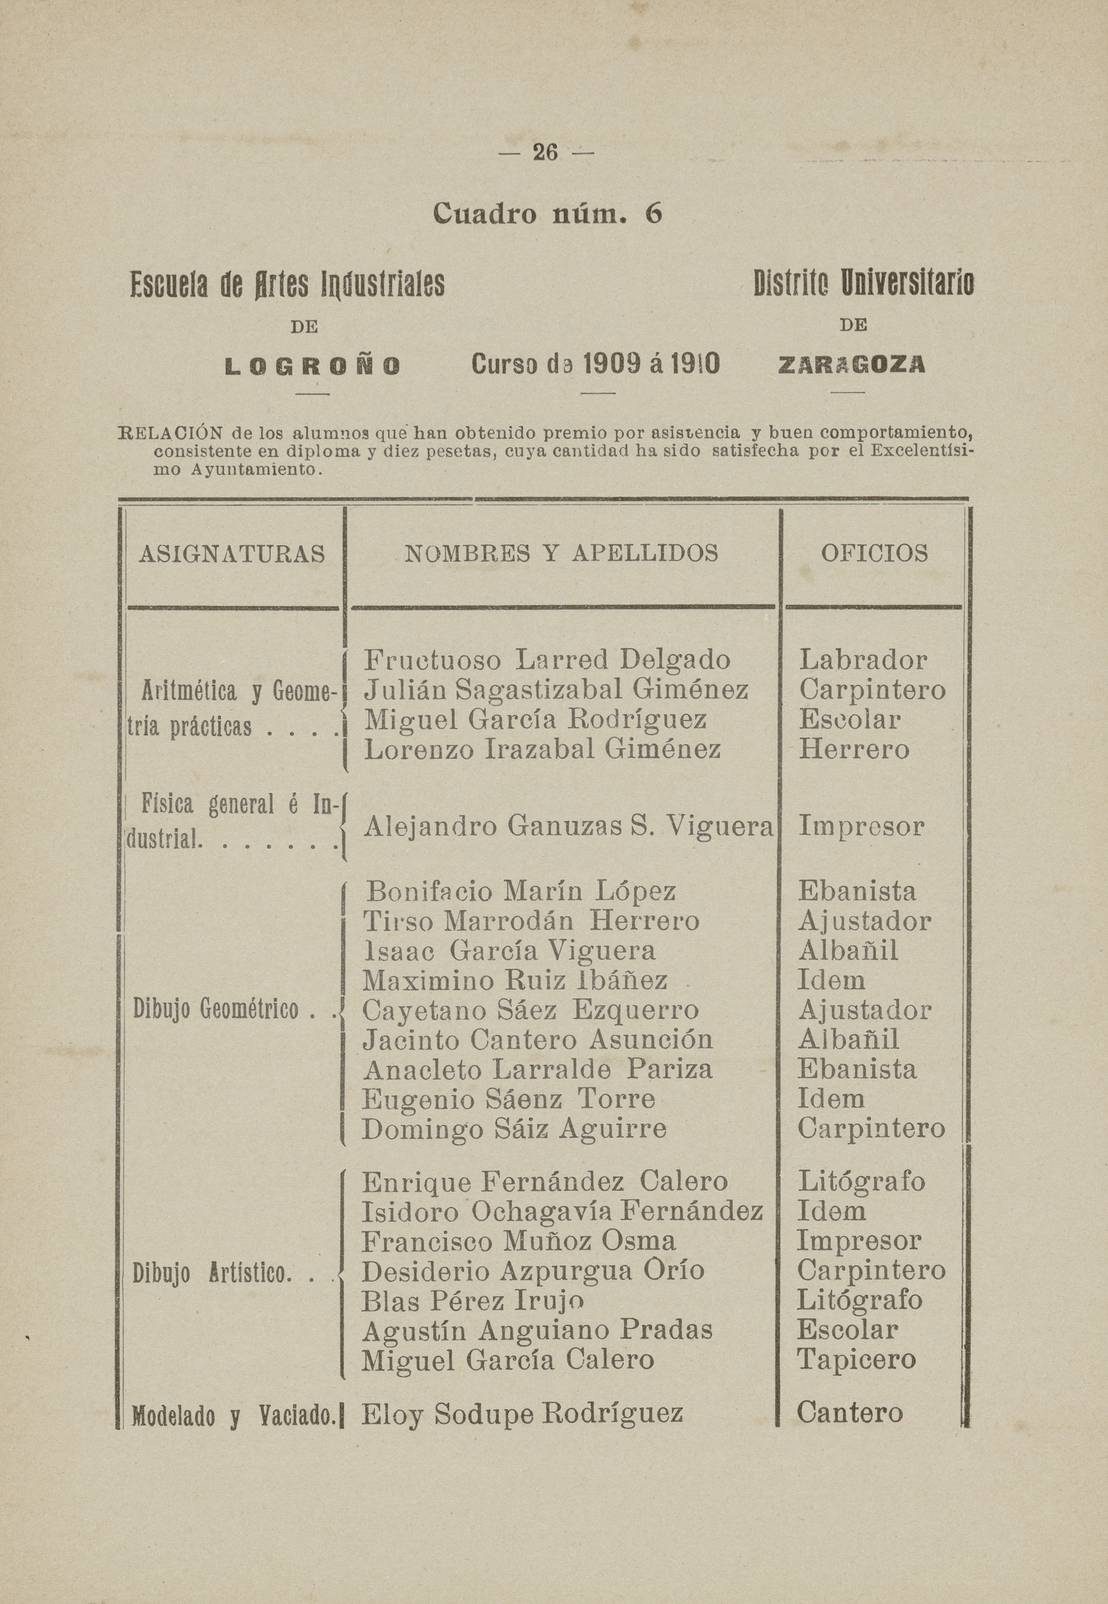 — 26 —
Cuadro núm. 6
Escuela de Artes Industriales
DE
LOGROÑO
Curso de 1909 á 1910
Distrito Universitario
DE
ZARAGOZA
RELACIÓN de los alumnos que han obtenido premio por asistencia y buen comportamiento,
consistente en diploma y diez pesetas, cuya cantidad ha sido satisfecha por el Excelentísi-
mo Ayuntamiento.
ASIGNATURAS NOMBRES Y APELLIDOS OFICIOS
Aritmética y Geome-
tría prácticas . . . .
Fructuoso Larred Delgado Labrador
Julián Sagastizabal Giménez Carpintero
Miguel García Rodríguez Escolar
Lorenzo Irazabal Giménez Herrero
Física general é In-
dustrial. . . . . . .
Alejandro Ganuzas S. Viguera Impresor
Dibujo Geométrico . .
Bonifacio Marín López Ebanista
Tirso Marrodán Herrero Ajustador
Isaac García Viguera Albañil
Maximino Ruiz Ibáñez Idem
Cayetano Sáez Ezquerro Ajustador
Jacinto Cantero Asunción Albañil
Anacleto Larralde Pariza Ebanista
Eugenio Sáenz Torre Idem
Domingo Sáiz Aguirre Carpintero
Dibujo Artístico. . .
Enrique Fernández Calero Litógrafo
Isidoro Ochagavía Fernández Idem
Francisco Muñoz Osma Impresor
Desiderio Azpurgua Orío Carpintero
Blas Pérez Irujo Litógrafo
Agustín Anguiano Pradas Escolar
Miguel García Calero Tapicero
Modelado y Vaciado. Eloy Sodupe Rodríguez Cantero